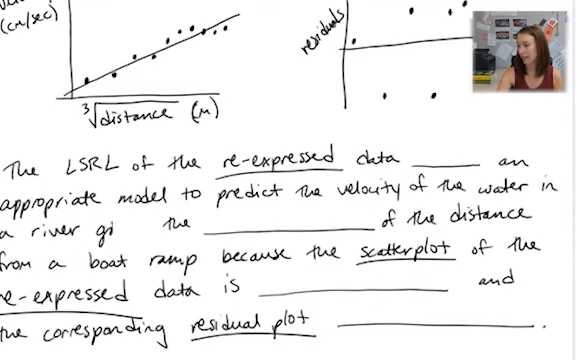 (cm/sec)
residuals
∛distance (m)
The LSRL of the re-expressed data ______ an
appropriate model to predict the velocity of the water in
a river gi the ______________ of the distance
from a boat ramp because the scatterplot of the
re-expressed data is ______________ and
the corresponding residual plot ______________.